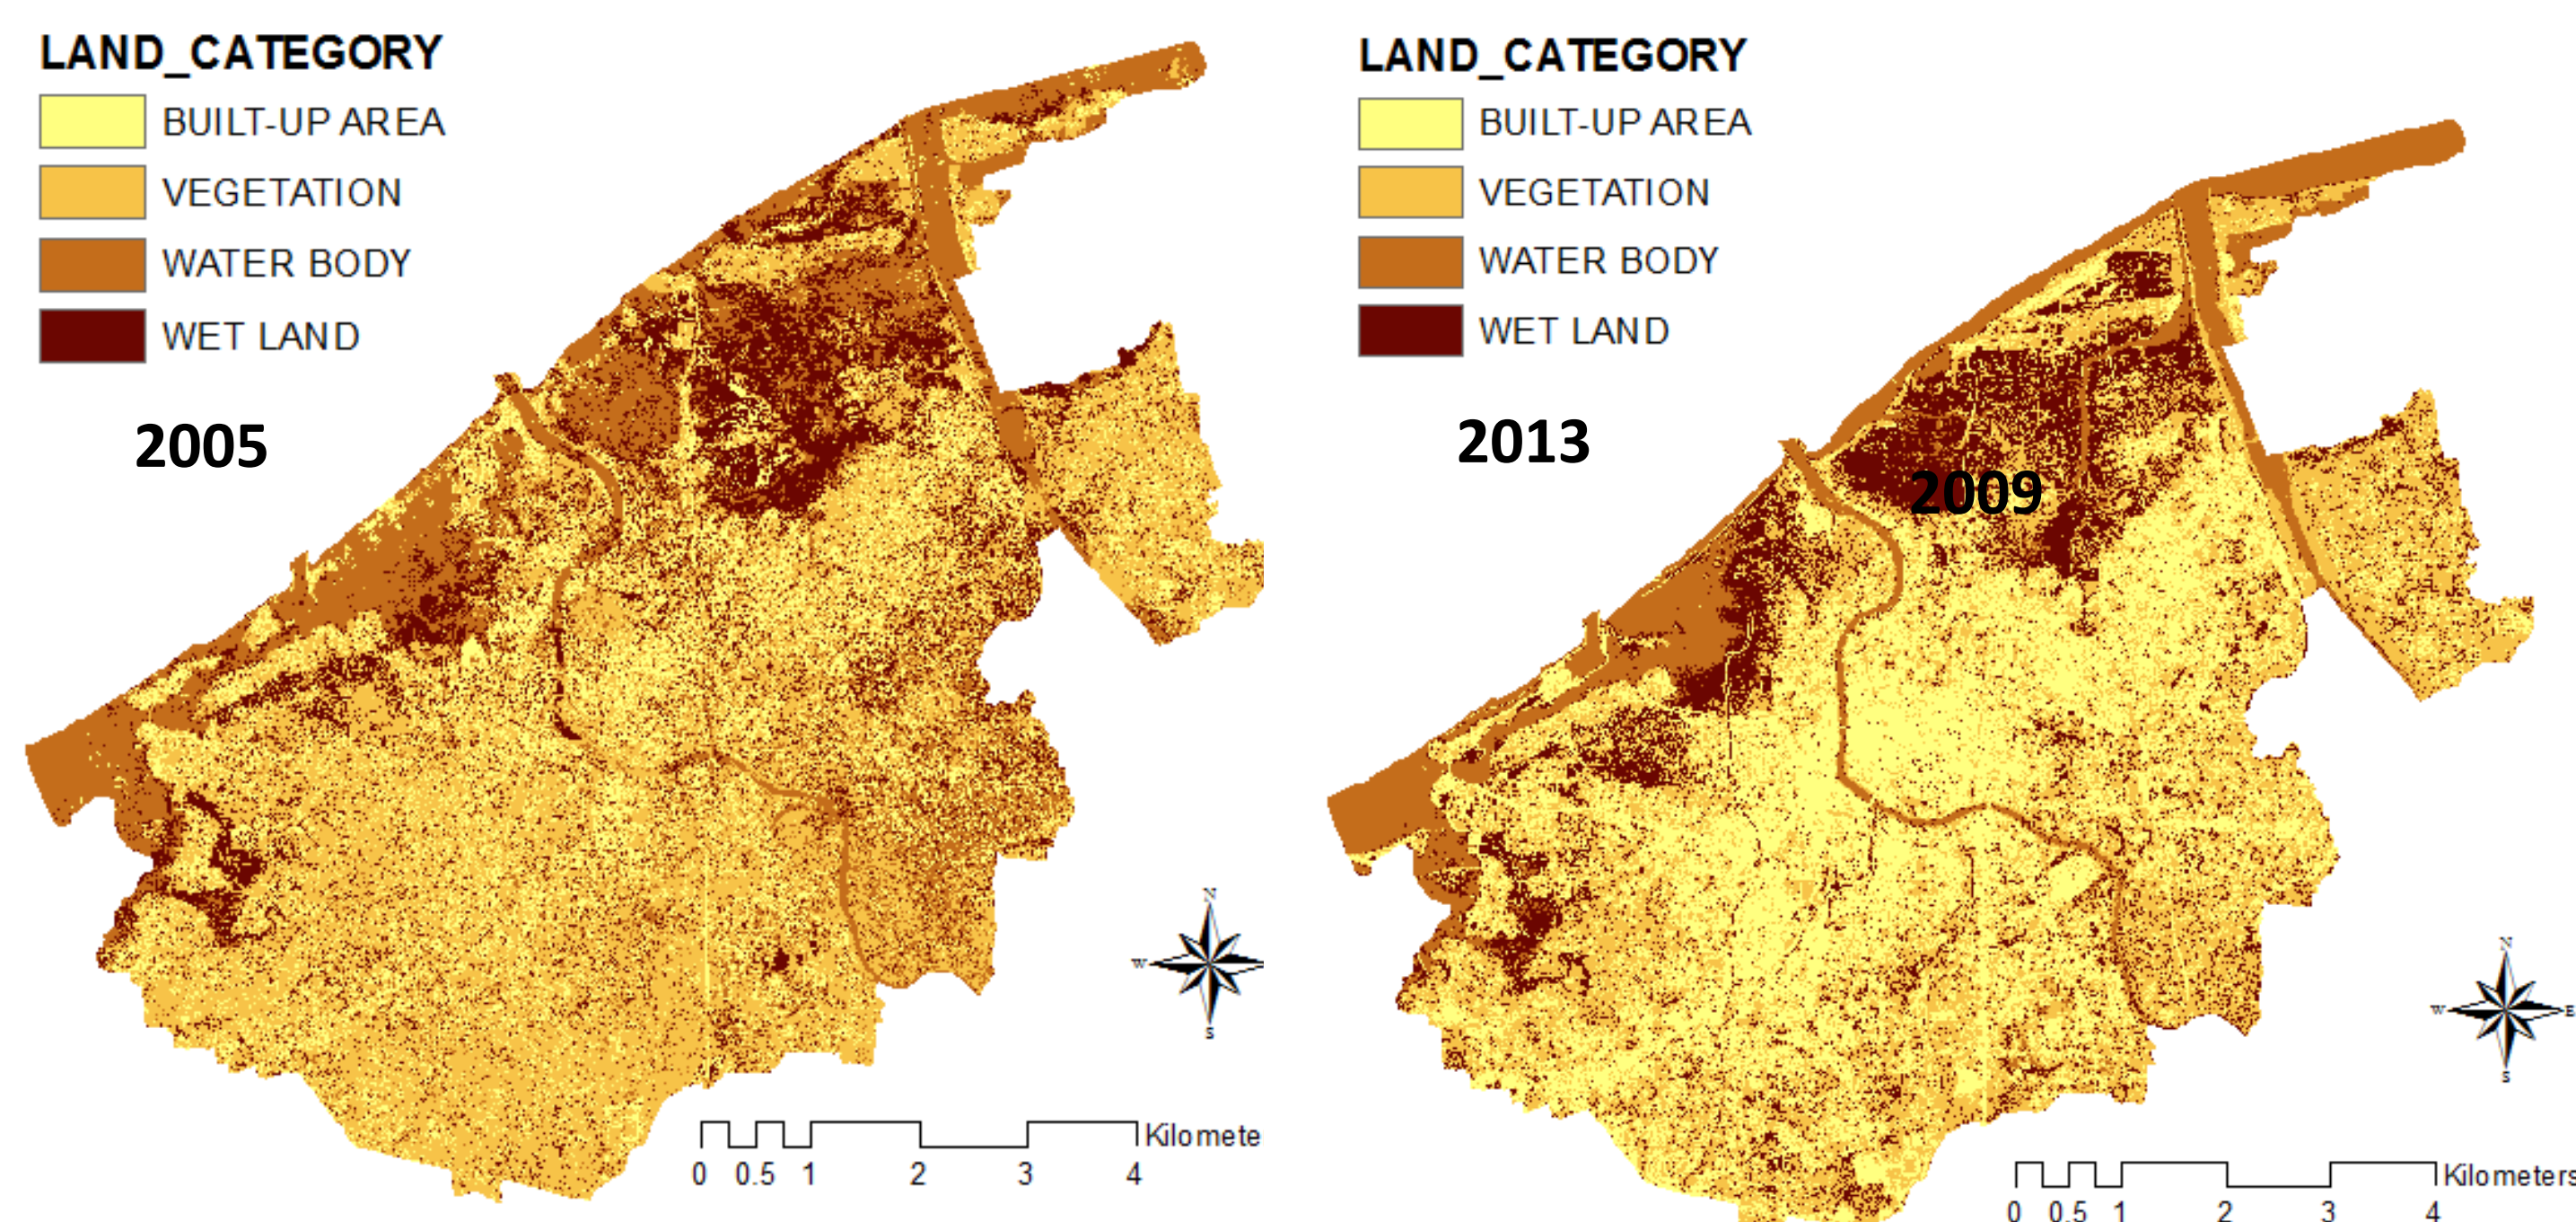 LAND_CATEGORY
BUILT-UP AREA
VEGETATION
WATER BODY
WET LAND
2005
N
W
S
Kilomete
0 0.5 1 2 3 4
LAND_CATEGORY
BUILT-UP AREA
VEGETATION
WATER BODY
WET LAND
2013
2009
N
W E
S
Kilometers
0 0.5 1 2 3 4